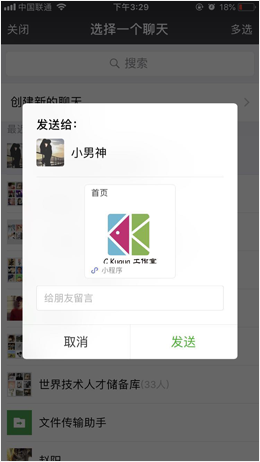 中国联通
下午3:29
18%
关闭
选择一个聊天
多选
搜索
创建新的聊天
发送给：
小男神
首页
小程序
给朋友留言
取消
发送
世界技术人才储备库(33人)
文件传输助手
赵阳